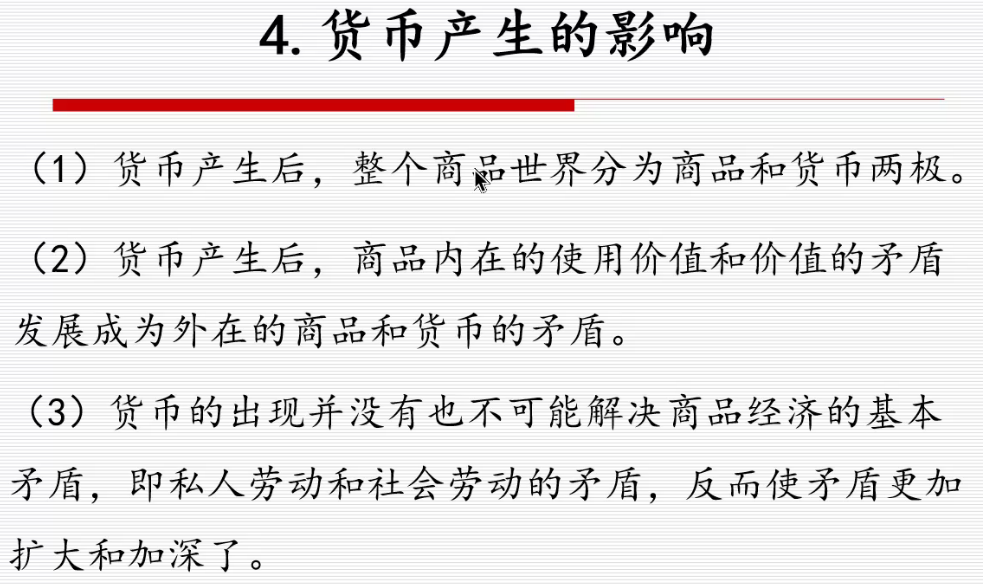 4. 货币产生的影响
（1）货币产生后，整个商品世界分为商品和货币两极。
（2）货币产生后，商品内在的使用价值和价值的矛盾
发展成为外在的商品和货币的矛盾。
（3）货币的出现并没有也不可能解决商品经济的基本
矛盾，即私人劳动和社会劳动的矛盾，反而使矛盾更加
扩大和加深了。